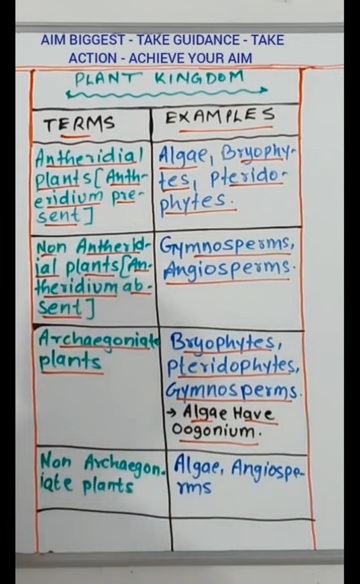 AIM BIGGEST - TAKE GUIDANCE - TAKE
ACTION - ACHIEVE YOUR AIM
PLANT KINGDOM
TERMS
EXAMPLES
Antheridial
plants [Anth-
eridium pre-
sent]
Algae, Bryophy-
tes, Pterido-
phytes.
Non Antherid-
ial plants [An-
theridium ab-
sent]
Gymnosperms,
Angiosperms.
Archaegoniate
plants
Bryophytes,
Pteridophytes,
Gymnosperms.
→ Algae Have
Oogonium.
Non Archaegon-
iate plants
Algae, Angiospe-
rms